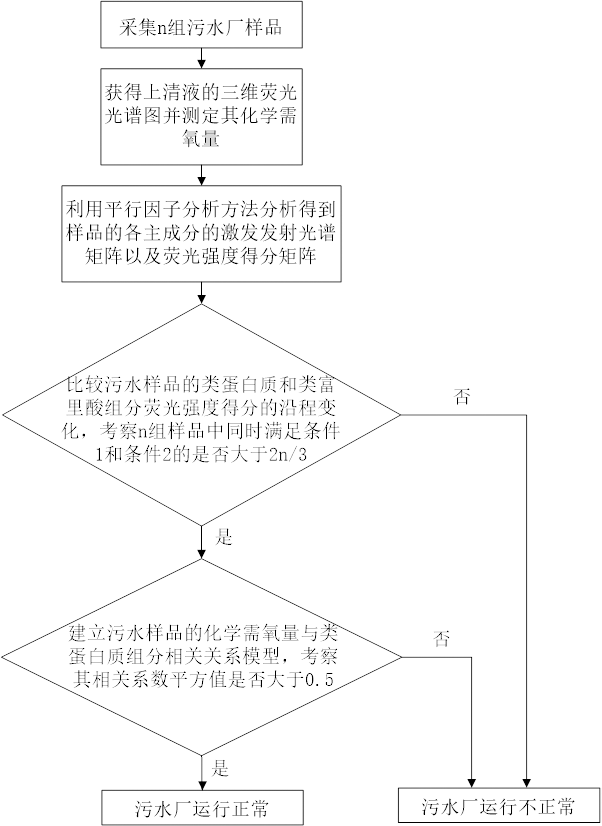 采集n组污水厂样品
获得上清液的三维荧光
光谱图并测定其化学需
氧量
利用平行因子分析方法分析得到
样品的各主成分的激发发射光谱
矩阵以及荧光强度得分矩阵
比较污水样品的类蛋白质和类富
里酸组分荧光强度得分的沿程变
化，考察n组样品中同时满足条件
1和条件2的是否大于2n/3
否
是
建立污水样品的化学需氧量与类
蛋白质组分相关关系模型，考察
其相关系数平方值是否大于0.5
否
是
污水厂运行正常
污水厂运行不正常